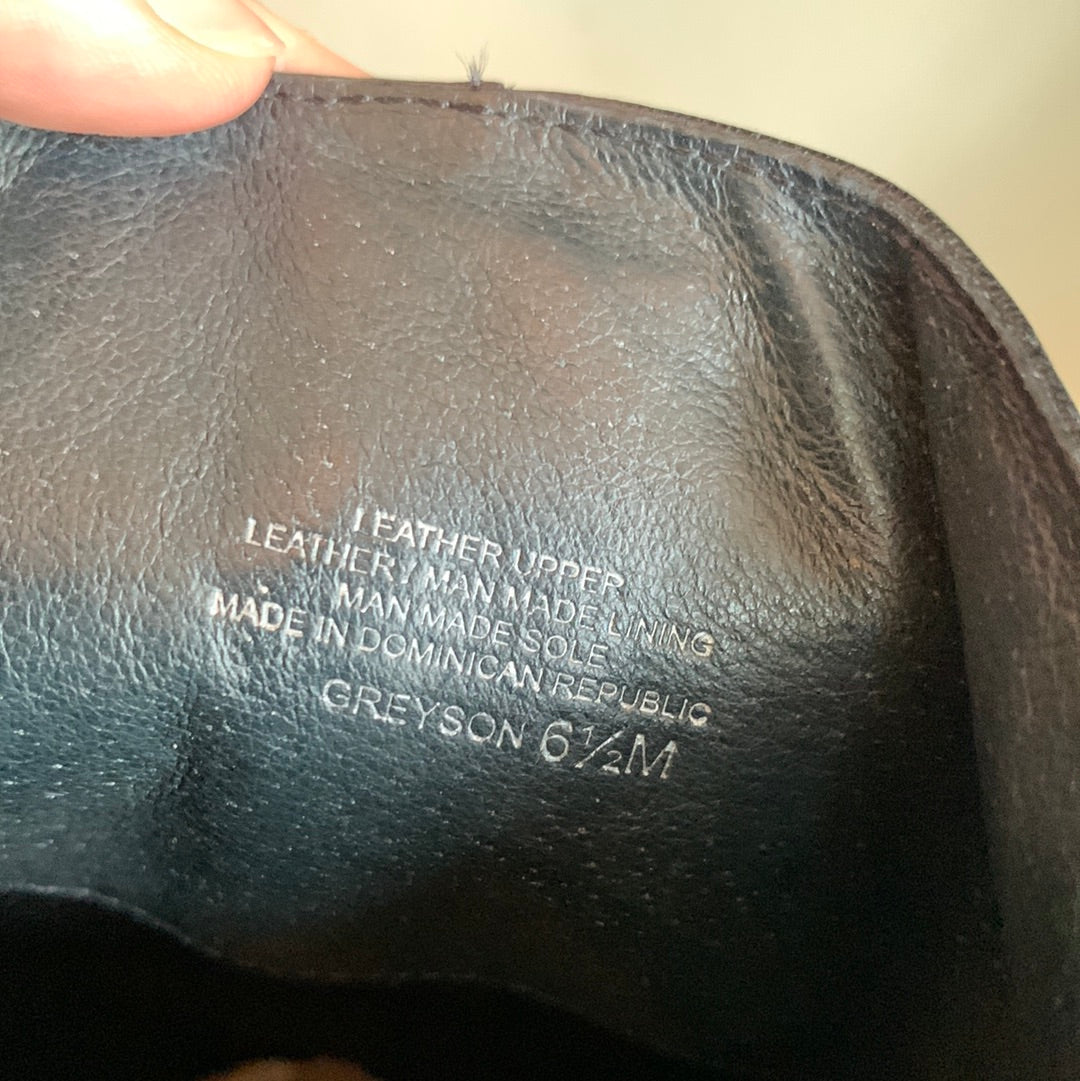 LEATHER UPPER
LEATHER / MAN MADE LINING
MAN MADE SOLE
MADE IN DOMINICAN REPUBLIC
GREYSON 6½M